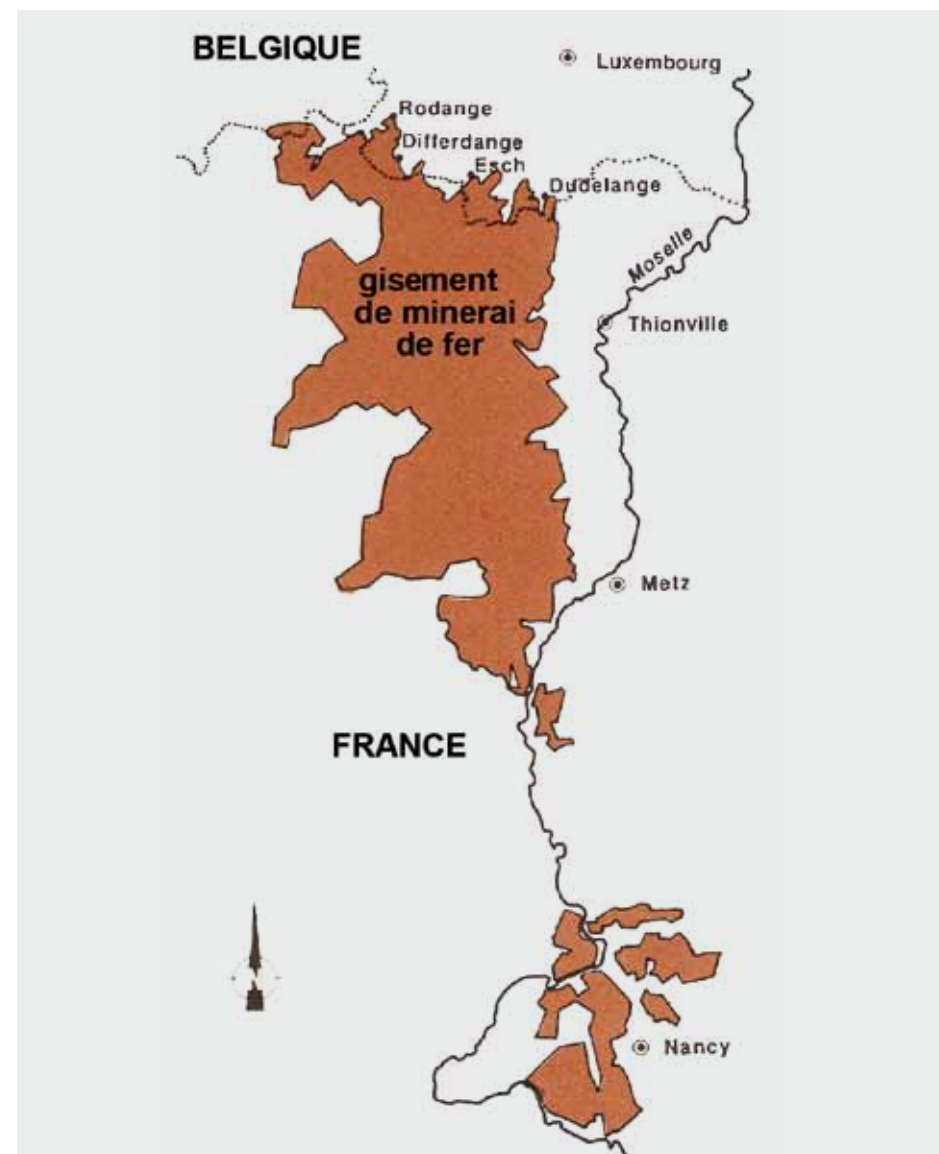 BELGIQUE
Luxembourg
Rodange
Differdange
Esch
Dudelange
Moselle
gisement
de minerai
de fer
Thionville
Metz
FRANCE
Nancy